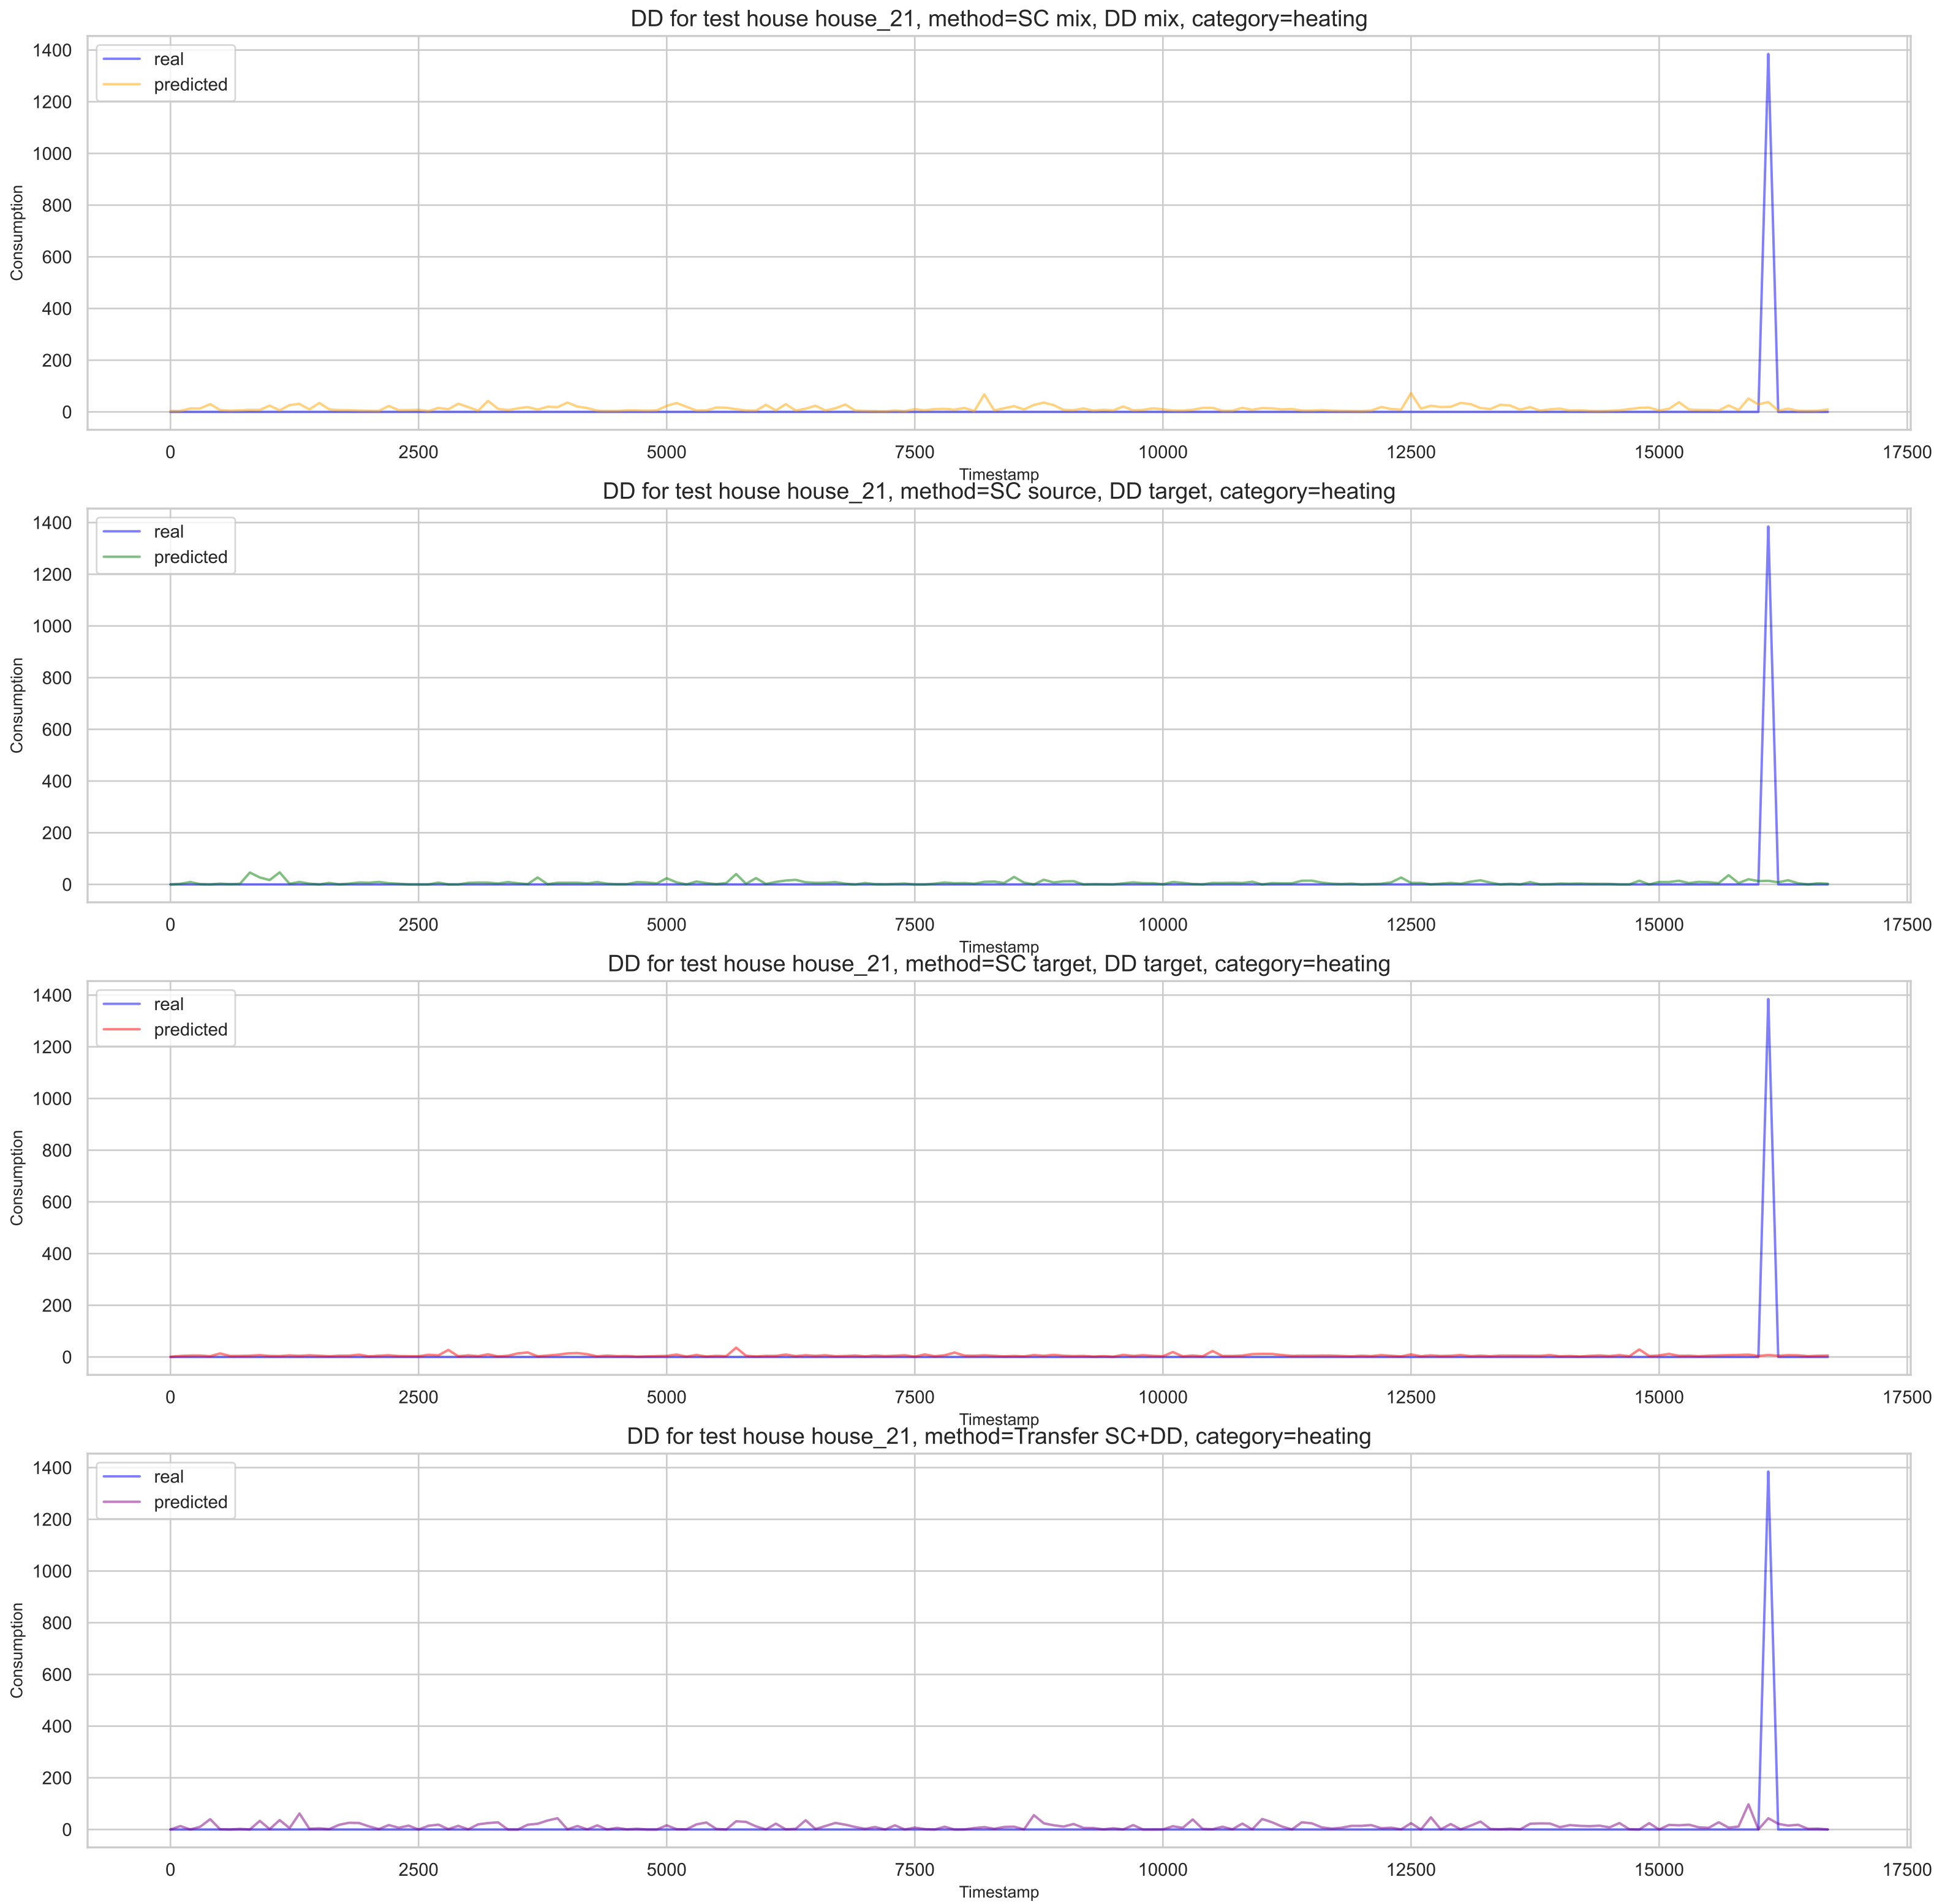 DD for test house house_21, method=SC mix, DD mix, category=heating
1400
real
predicted
1200
1000
800
600
400
200
0
Consumption
0 2500 5000 7500 10000 12500 15000 17500
Timestamp
DD for test house house_21, method=SC source, DD target, category=heating
1400
real
predicted
1200
1000
800
600
400
200
0
Consumption
0 2500 5000 7500 10000 12500 15000 17500
Timestamp
DD for test house house_21, method=SC target, DD target, category=heating
1400
real
predicted
1200
1000
800
600
400
200
0
Consumption
0 2500 5000 7500 10000 12500 15000 17500
Timestamp
DD for test house house_21, method=Transfer SC+DD, category=heating
1400
real
predicted
1200
1000
800
600
400
200
0
Consumption
0 2500 5000 7500 10000 12500 15000 17500
Timestamp